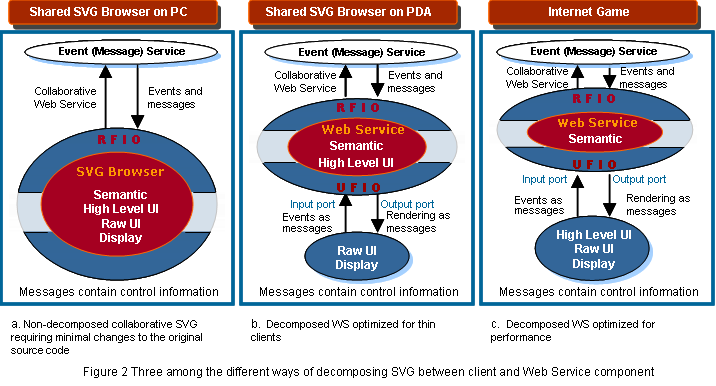 Shared SVG Browser on PC
Event (Message) Service
Collaborative
Web Service
Events and
messages
R F I O
SVG Browser
Semantic
High Level UI
Raw UI
Display
Messages contain control information
a. Non-decomposed collaborative SVG
requiring minimal changes to the original
source code
Shared SVG Browser on PDA
Event (Message) Service
Collaborative
Web Service
Events and
messages
R F I O
Web Service
Semantic
High Level UI
U F I O
Input port
Output port
Events as
messages
Rendering as
messages
Raw UI
Display
Messages contain control information
b. Decomposed WS optimized for thin
clients
Internet Game
Event (Message) Service
Collaborative
Web Service
Events and
messages
R F I O
Web Service
Semantic
U F I O
Input port
Output port
Events as
messages
Rendering as
messages
High Level UI
Raw UI
Display
Messages contain control information
c. Decomposed WS optimized for
performance
Figure 2 Three among the different ways of decomposing SVG between client and Web Service component